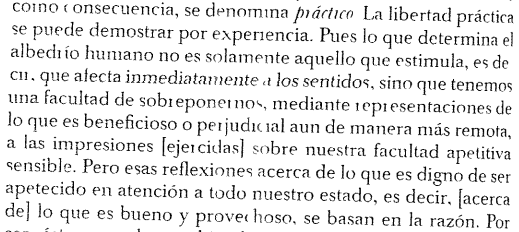 como consecuencia, se denomina práctico La libertad práctica
se puede demostrar por experiencia. Pues lo que determina el
albedrío humano no es solamente aquello que estimula, es de
cir, que afecta inmediatamente a los sentidos, sino que tenemos
una facultad de sobreponernos, mediante representaciones de
lo que es beneficioso o perjudicial aun de manera más remota,
a las impresiones [ejercidas] sobre nuestra facultad apetitiva
sensible. Pero esas reflexiones acerca de lo que es digno de ser
apetecido en atención a todo nuestro estado, es decir, [acerca
de] lo que es bueno y provechoso, se basan en la razón. Por